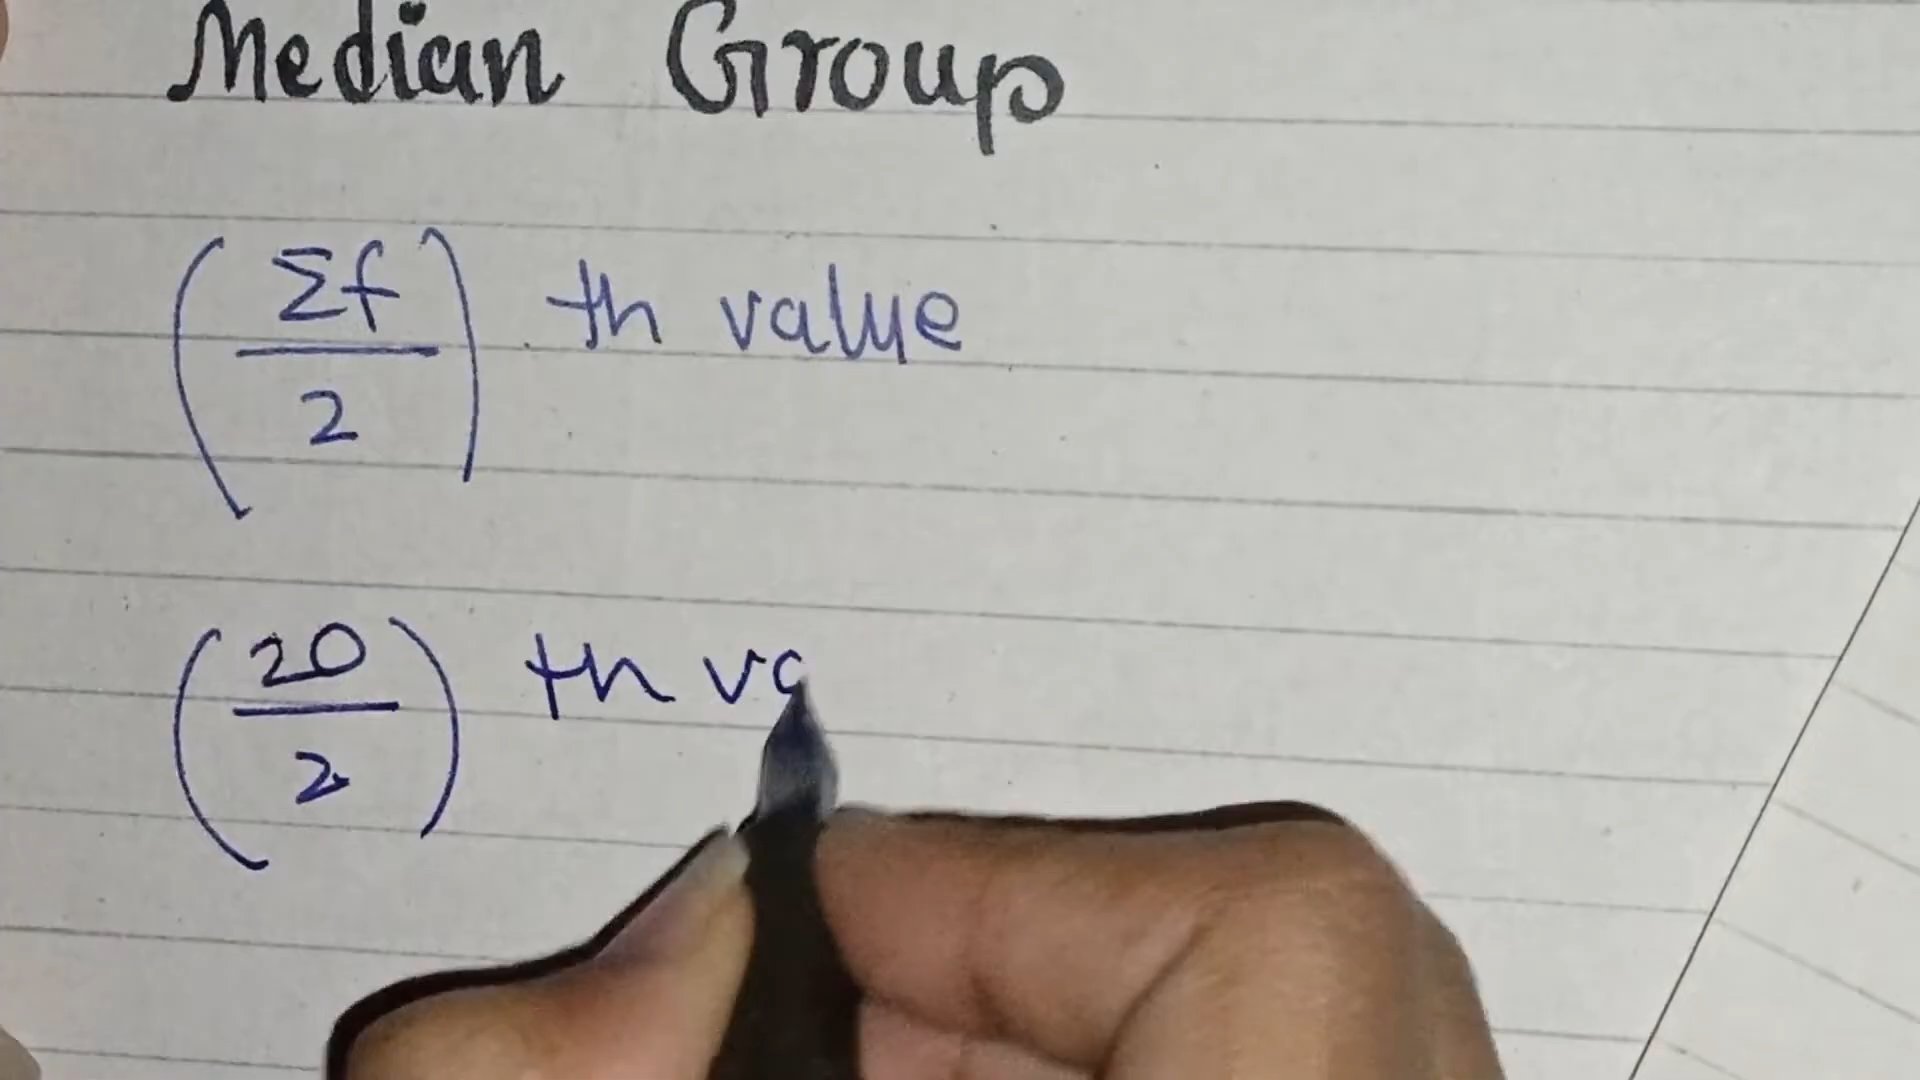 Median Group
(Σf/2) th value
(20/2) th va